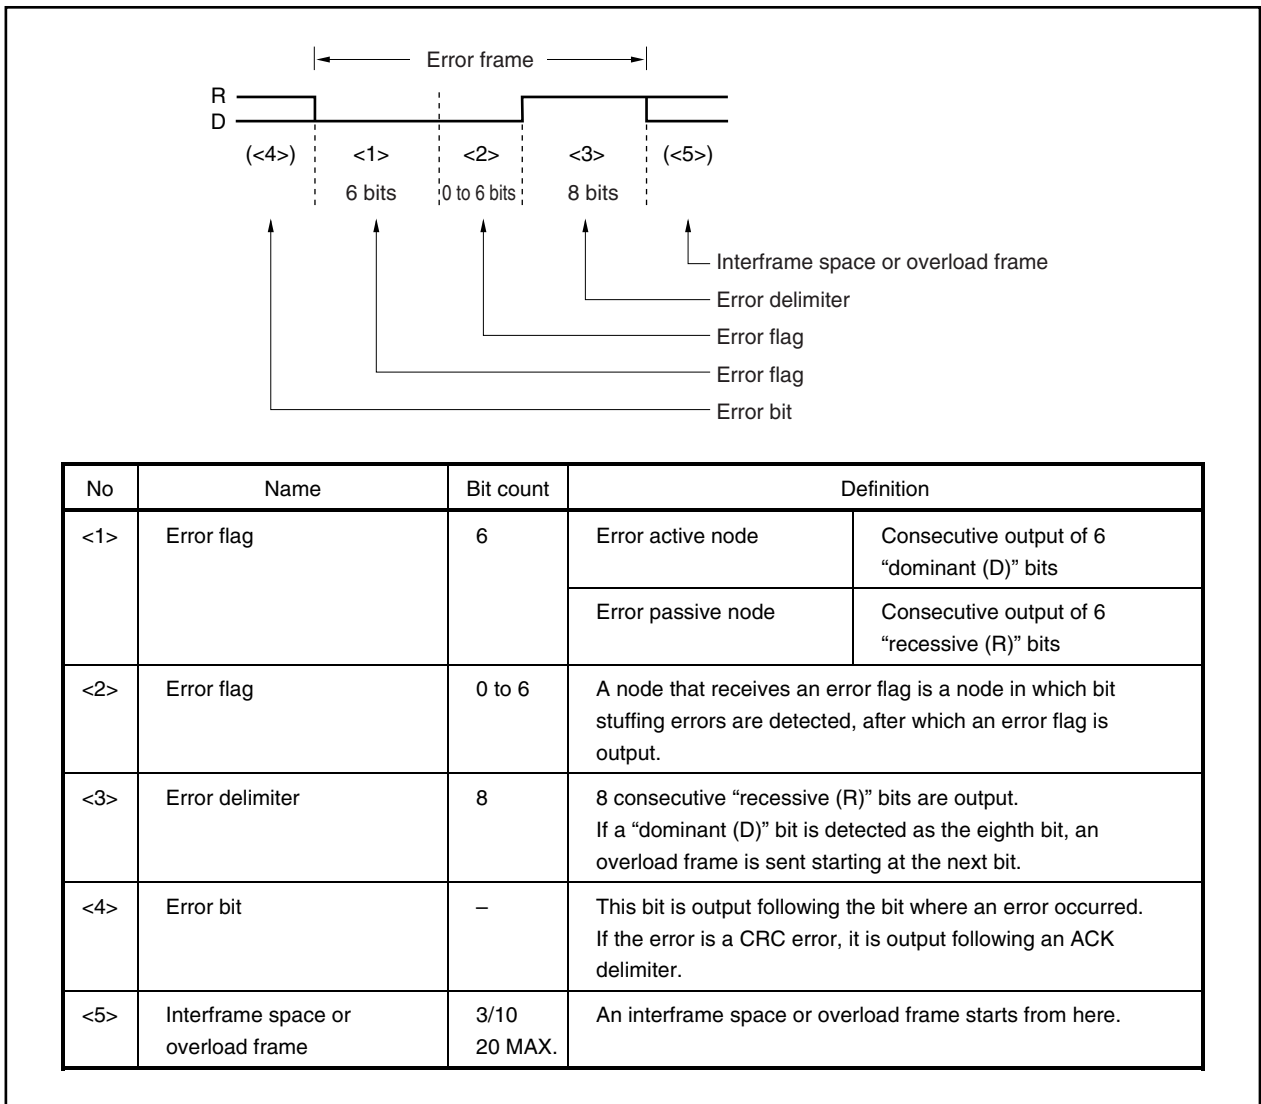 Error frame
R
D
(<4>) <1> <2> <3> (<5>)
6 bits 0 to 6 bits 8 bits
Interframe space or overload frame
Error delimiter
Error flag
Error flag
Error bit
No Name Bit count Definition
<1> Error flag 6 Error active node Consecutive output of 6
“dominant (D)” bits
Error passive node Consecutive output of 6
“recessive (R)” bits
<2> Error flag 0 to 6 A node that receives an error flag is a node in which bit
stuffing errors are detected, after which an error flag is
output.
<3> Error delimiter 8 8 consecutive “recessive (R)” bits are output.
If a “dominant (D)” bit is detected as the eighth bit, an
overload frame is sent starting at the next bit.
<4> Error bit – This bit is output following the bit where an error occurred.
If the error is a CRC error, it is output following an ACK
delimiter.
<5> Interframe space or 3/10 An interframe space or overload frame starts from here.
overload frame 20 MAX.